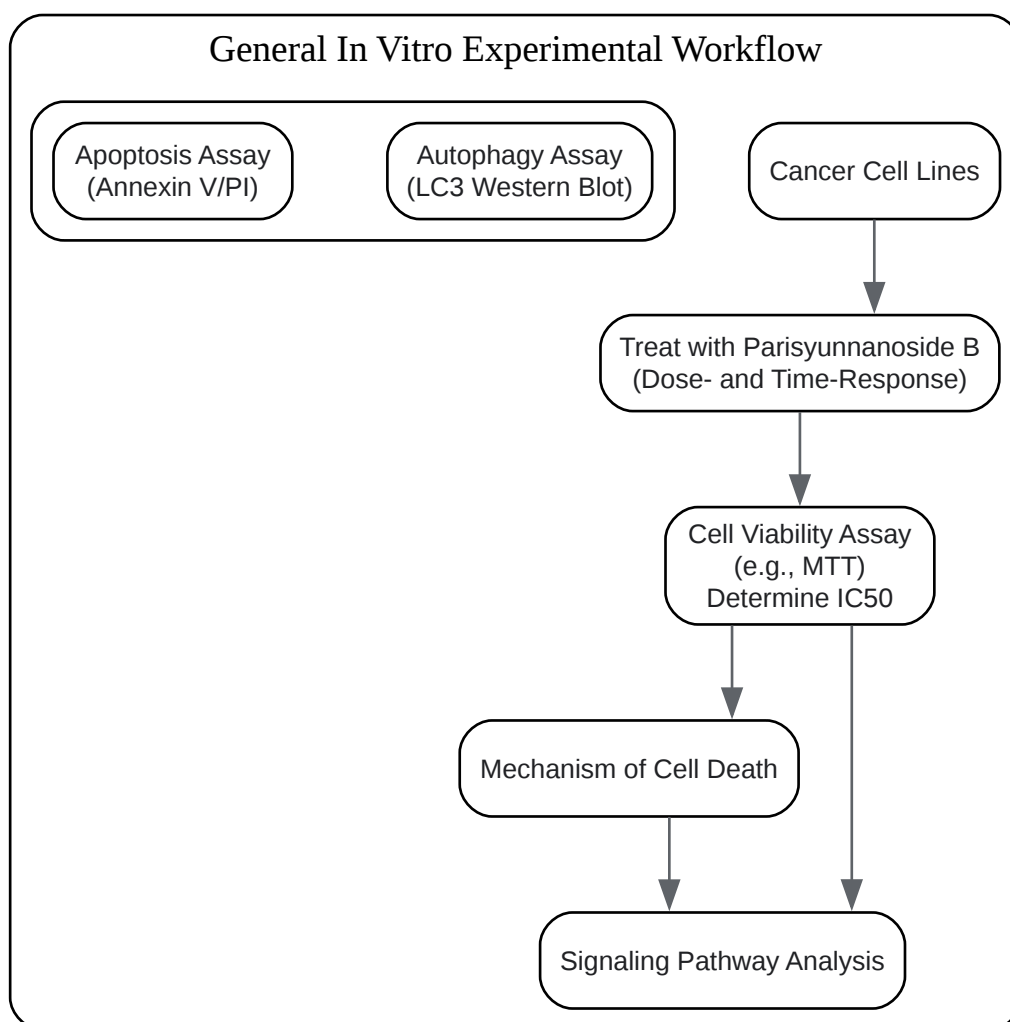 General In Vitro Experimental Workflow
Apoptosis Assay
(Annexin V/PI)
Autophagy Assay
(LC3 Western Blot)
Cancer Cell Lines
Treat with Parisyunnanoside B
(Dose- and Time-Response)
Cell Viability Assay
(e.g., MTT)
Determine IC50
Mechanism of Cell Death
Signaling Pathway Analysis